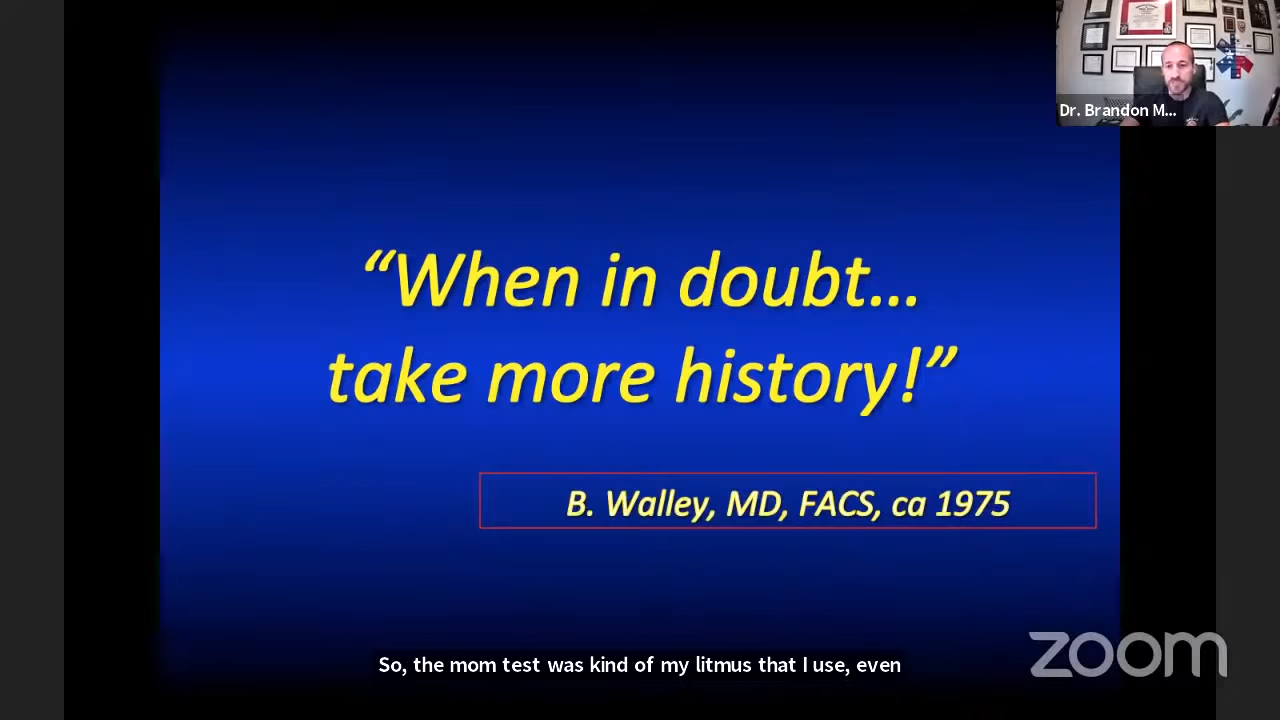 Dr. Brandon M...
“When in doubt...
take more history!”
B. Walley, MD, FACS, ca 1975
So, the mom test was kind of my litmus that I use, even
zoom